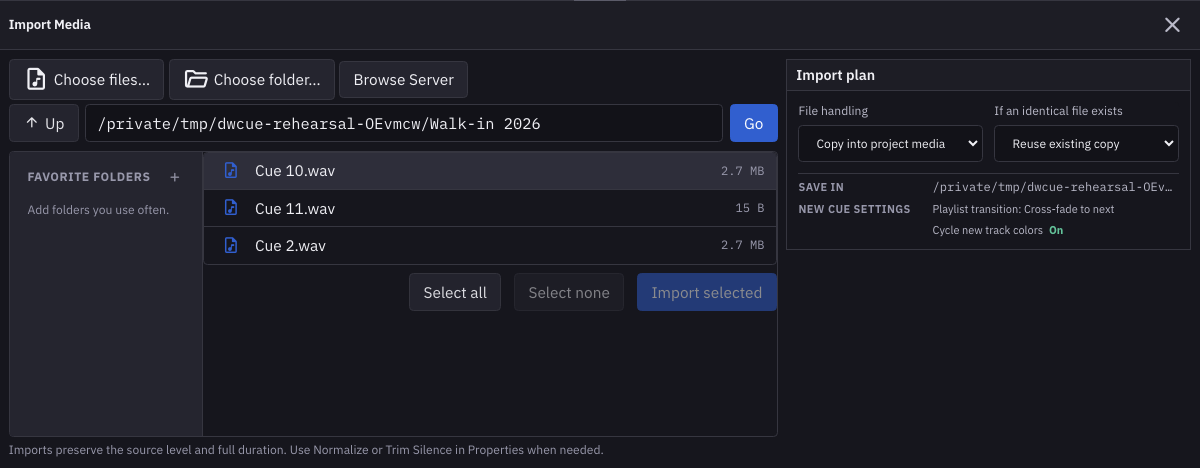 Import Media
Choose files...
Choose folder...
Browse Server
↑ Up
/private/tmp/dwcue-rehearsal-OEvmcw/Walk-in 2026
Go
FAVORITE FOLDERS +
Add folders you use often.
Cue 10.wav 2.7 MB
Cue 11.wav 15 B
Cue 2.wav 2.7 MB
Select all
Select none
Import selected
Import plan
File handling
Copy into project media
If an identical file exists
Reuse existing copy
SAVE IN /private/tmp/dwcue-rehearsal-OEv…
NEW CUE SETTINGS Playlist transition: Cross-fade to next
Cycle new track colors On
Imports preserve the source level and full duration. Use Normalize or Trim Silence in Properties when needed.